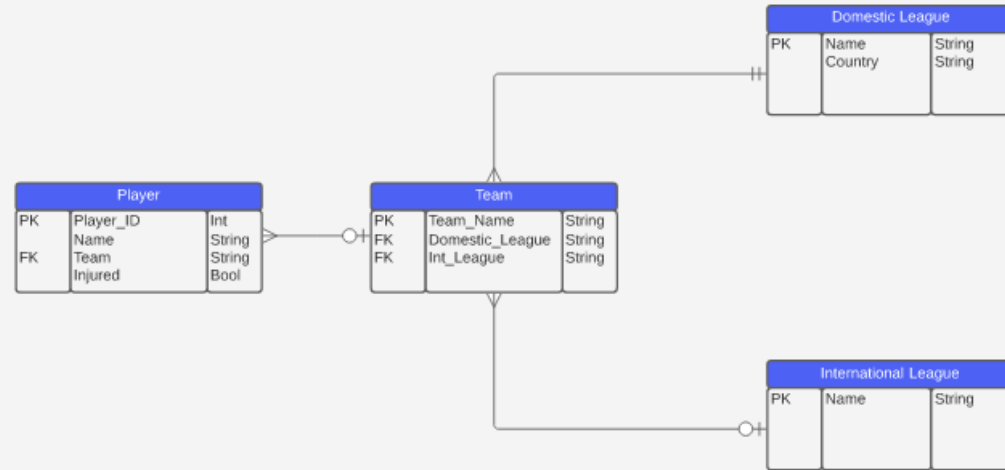 Domestic League
PK Name String
Country String
Player
PK Player_ID Int
Name String
FK Team String
Injured Bool
Team
PK Team_Name String
FK Domestic_League String
FK Int_League String
International League
PK Name String